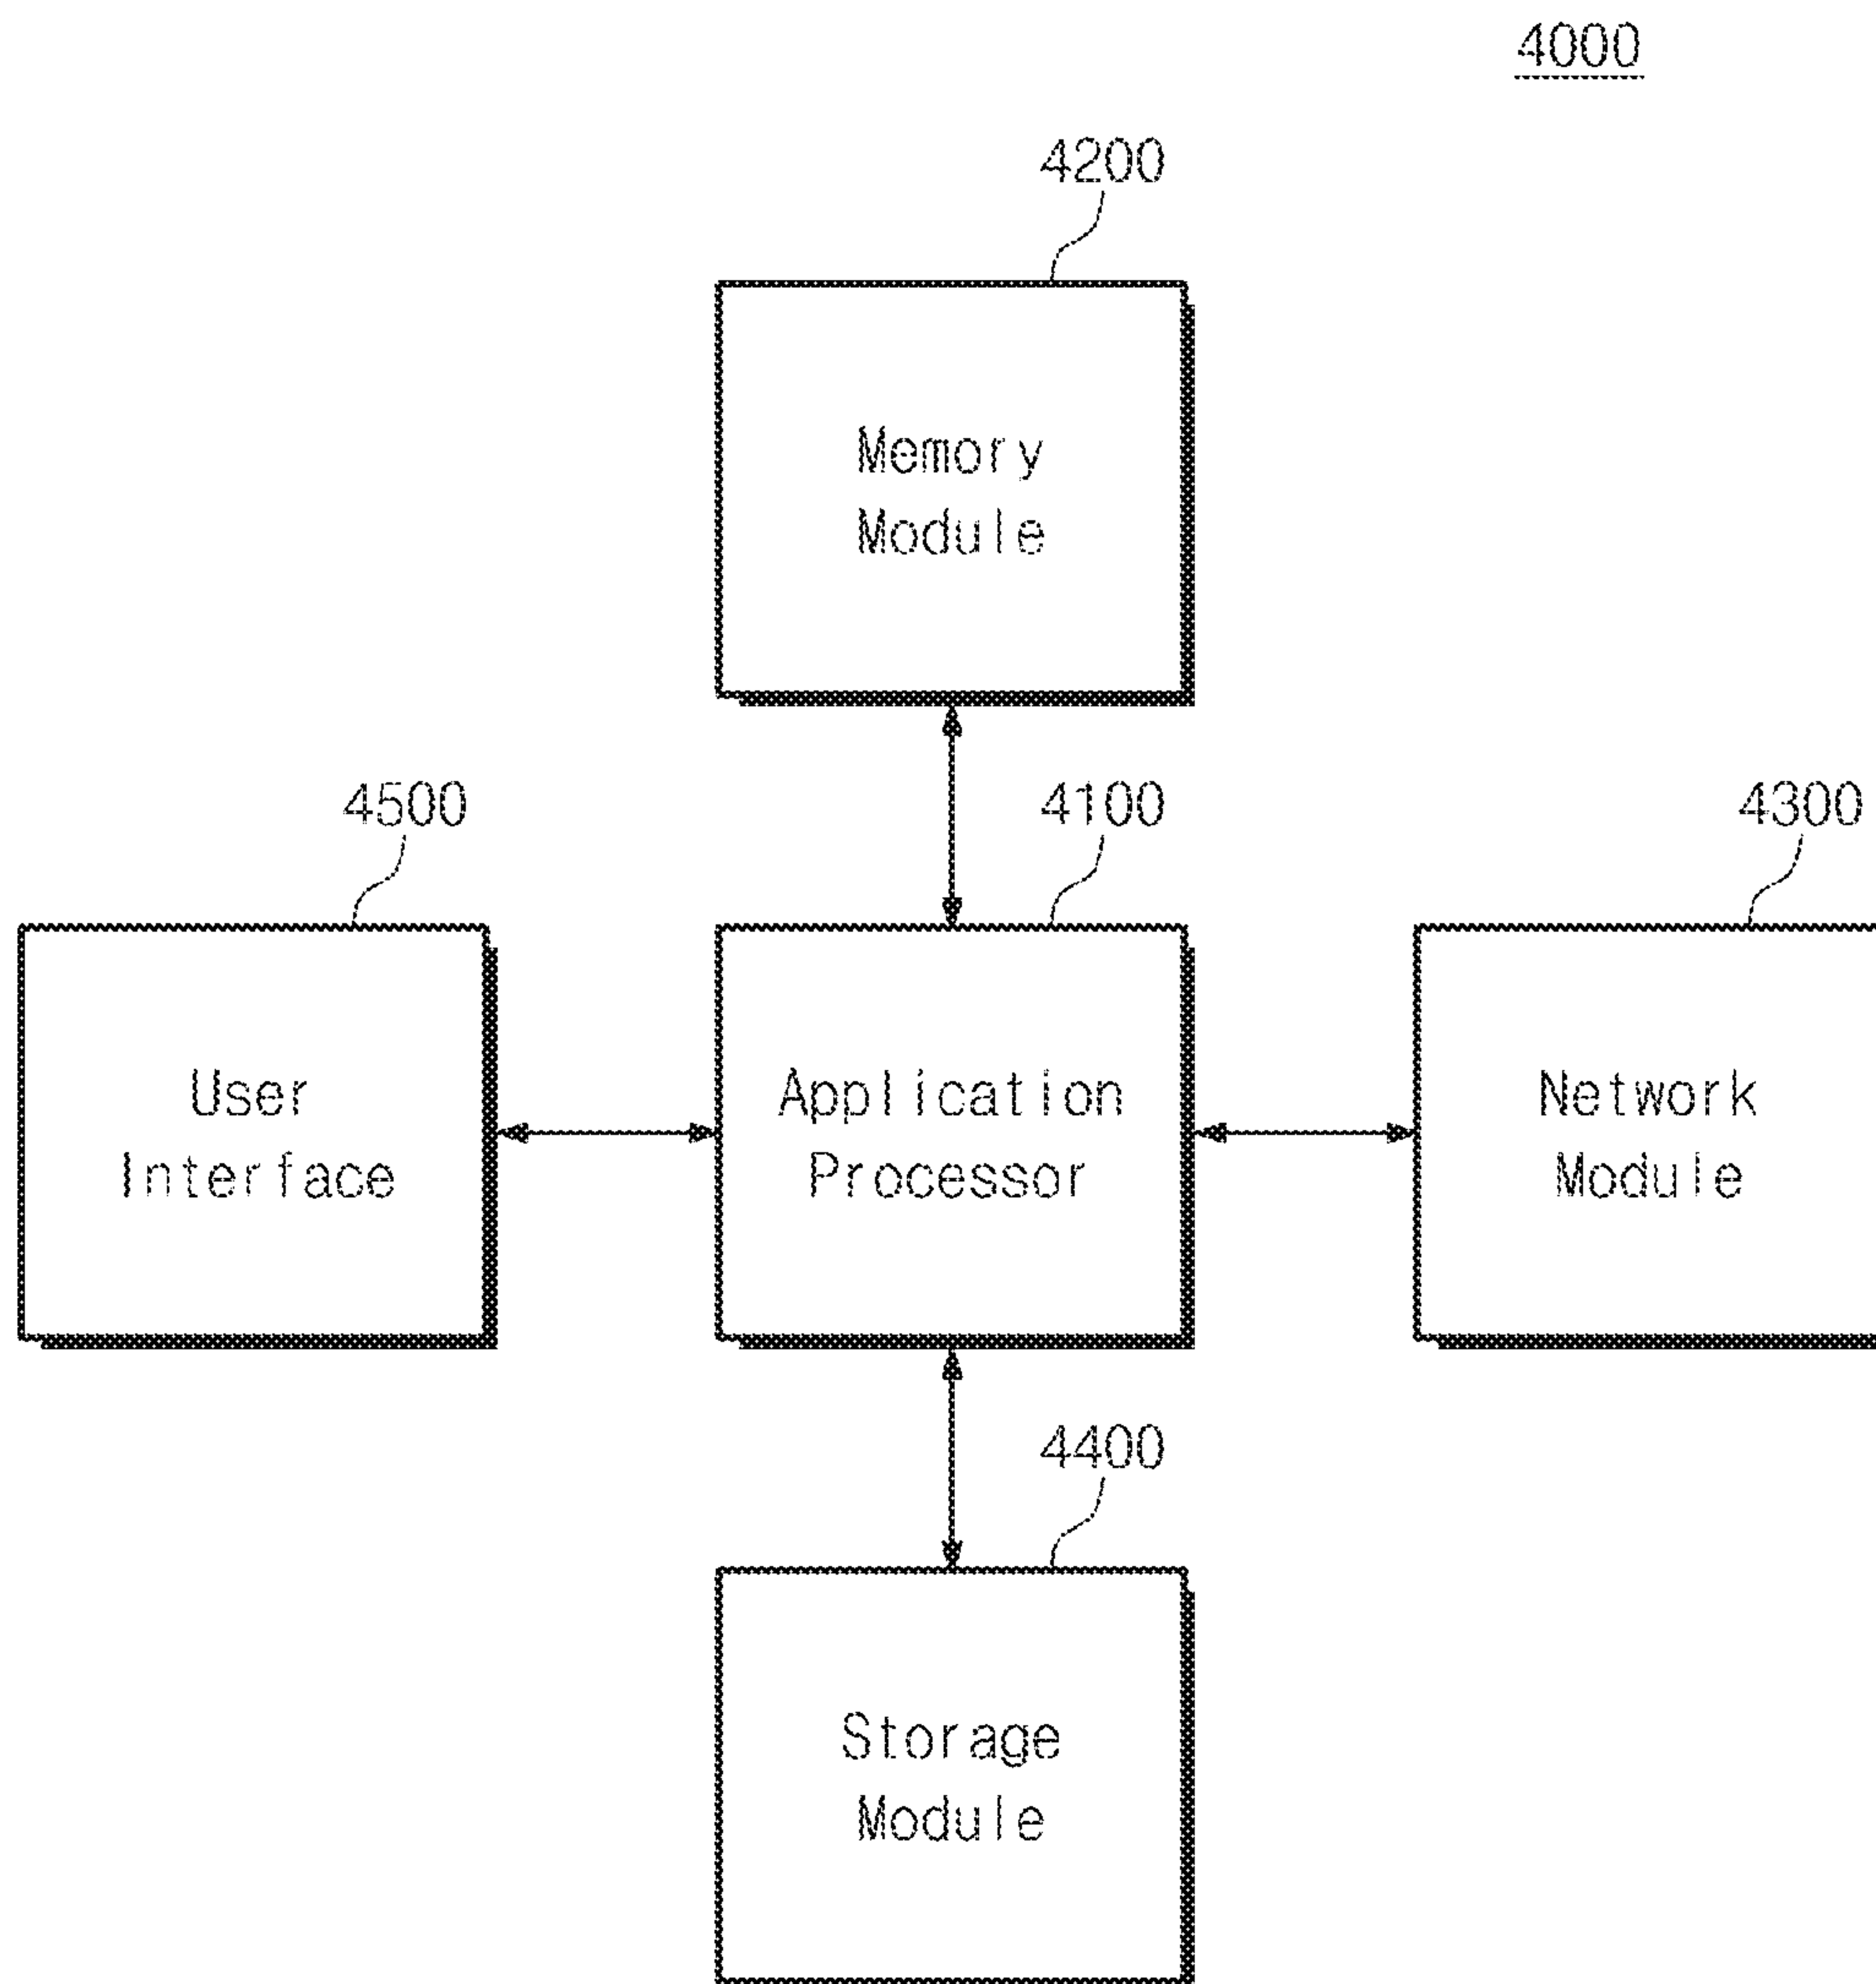 4000
4200
Memory
Module
4500
4100
4300
User
Interface
Application
Processor
Network
Module
4400
Storage
Module